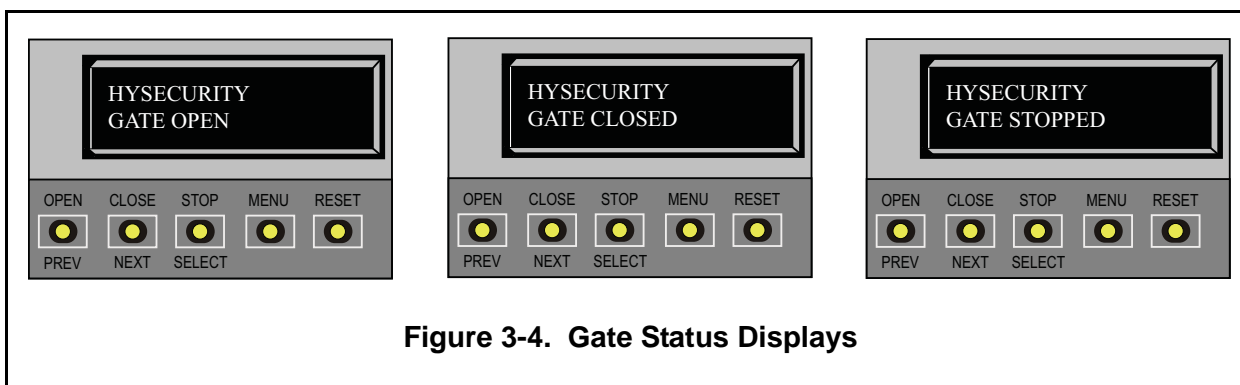 HYSECURITY
GATE OPEN
OPEN CLOSE STOP MENU RESET
PREV NEXT SELECT
HYSECURITY
GATE CLOSED
OPEN CLOSE STOP MENU RESET
PREV NEXT SELECT
HYSECURITY
GATE STOPPED
OPEN CLOSE STOP MENU RESET
PREV NEXT SELECT
Figure 3-4. Gate Status Displays